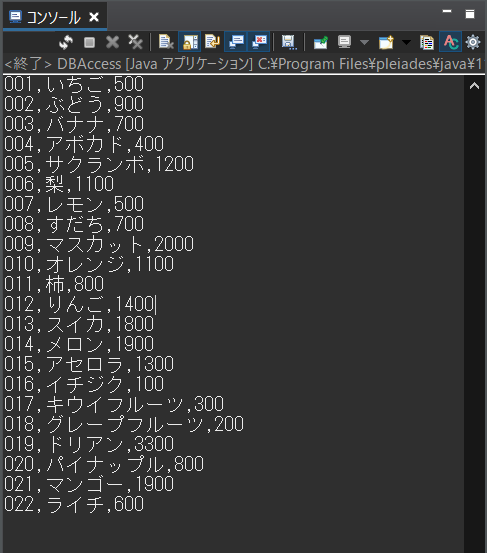 コンソール
<終了> DBAccess [Java アプリケーション] C:¥Program Files¥pleiades¥java¥1
001,いちご,500
002,ぶどう,900
003,バナナ,700
004,アボカド,400
005,サクランボ,1200
006,梨,1100
007,レモン,500
008,すだち,700
009,マスカット,2000
010,オレンジ,1100
011,柿,800
012,りんご,1400
013,スイカ,1800
014,メロン,1900
015,アセロラ,1300
016,イチジク,100
017,キウイフルーツ,300
018,グレープフルーツ,200
019,ドリアン,3300
020,パイナップル,800
021,マンゴー,1900
022,ライチ,600